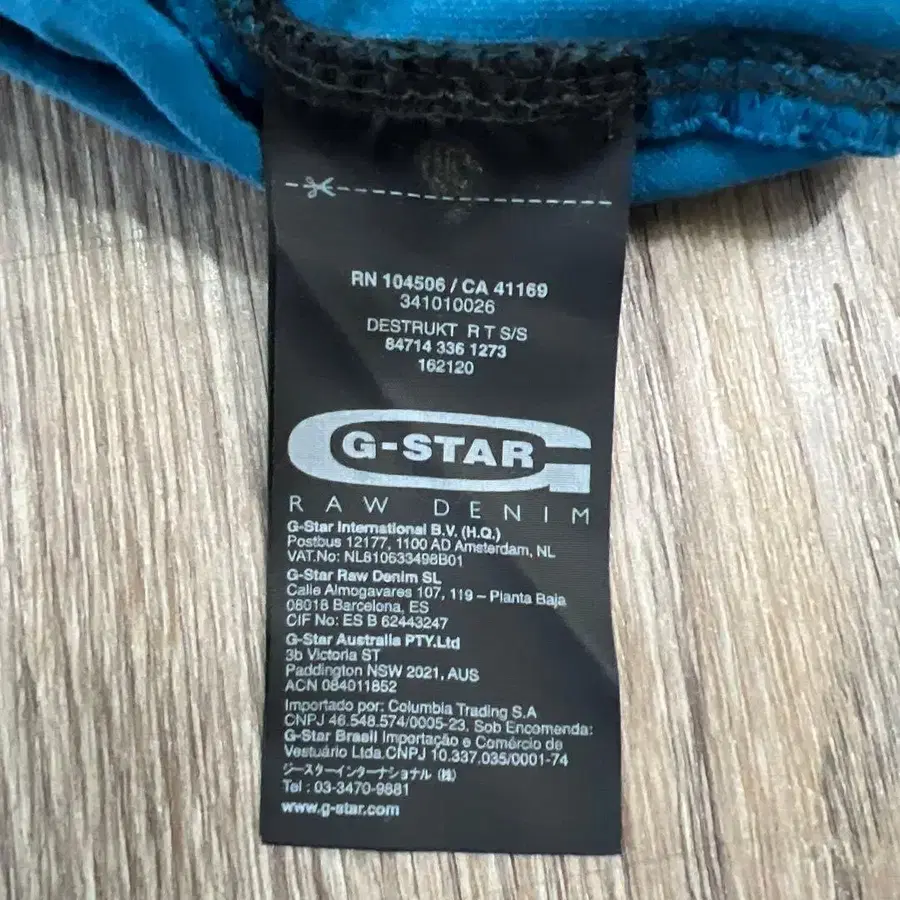 RN 104506 / CA 41169
341010026
DESTRUKT R T S/S
84714 336 1273
162120
G-STAR
RAW DENIM
G-Star International B.V. (H.Q.)
Postbus 12177, 1100 AD Amsterdam, NL
VAT.No: NL810633498B01
G-Star Raw Denim SL
Calle Almogavares 107, 119 – Planta Baja
08018 Barcelona, ES
CIF No: ES B 62443247
G-Star Australia PTY.Ltd
3b Victoria ST
Paddington NSW 2021, AUS
ACN 084011852
Importado por: Columbia Trading S.A
CNPJ 46.548.574/0005-23, Sob Encomenda:
G-Star Brasil Importação e Comércio de
Vestuário Ltda.CNPJ 10.337.035/0001-74
ジースターインターナショナル (株)
Tel : 03-3470-9881
www.g-star.com